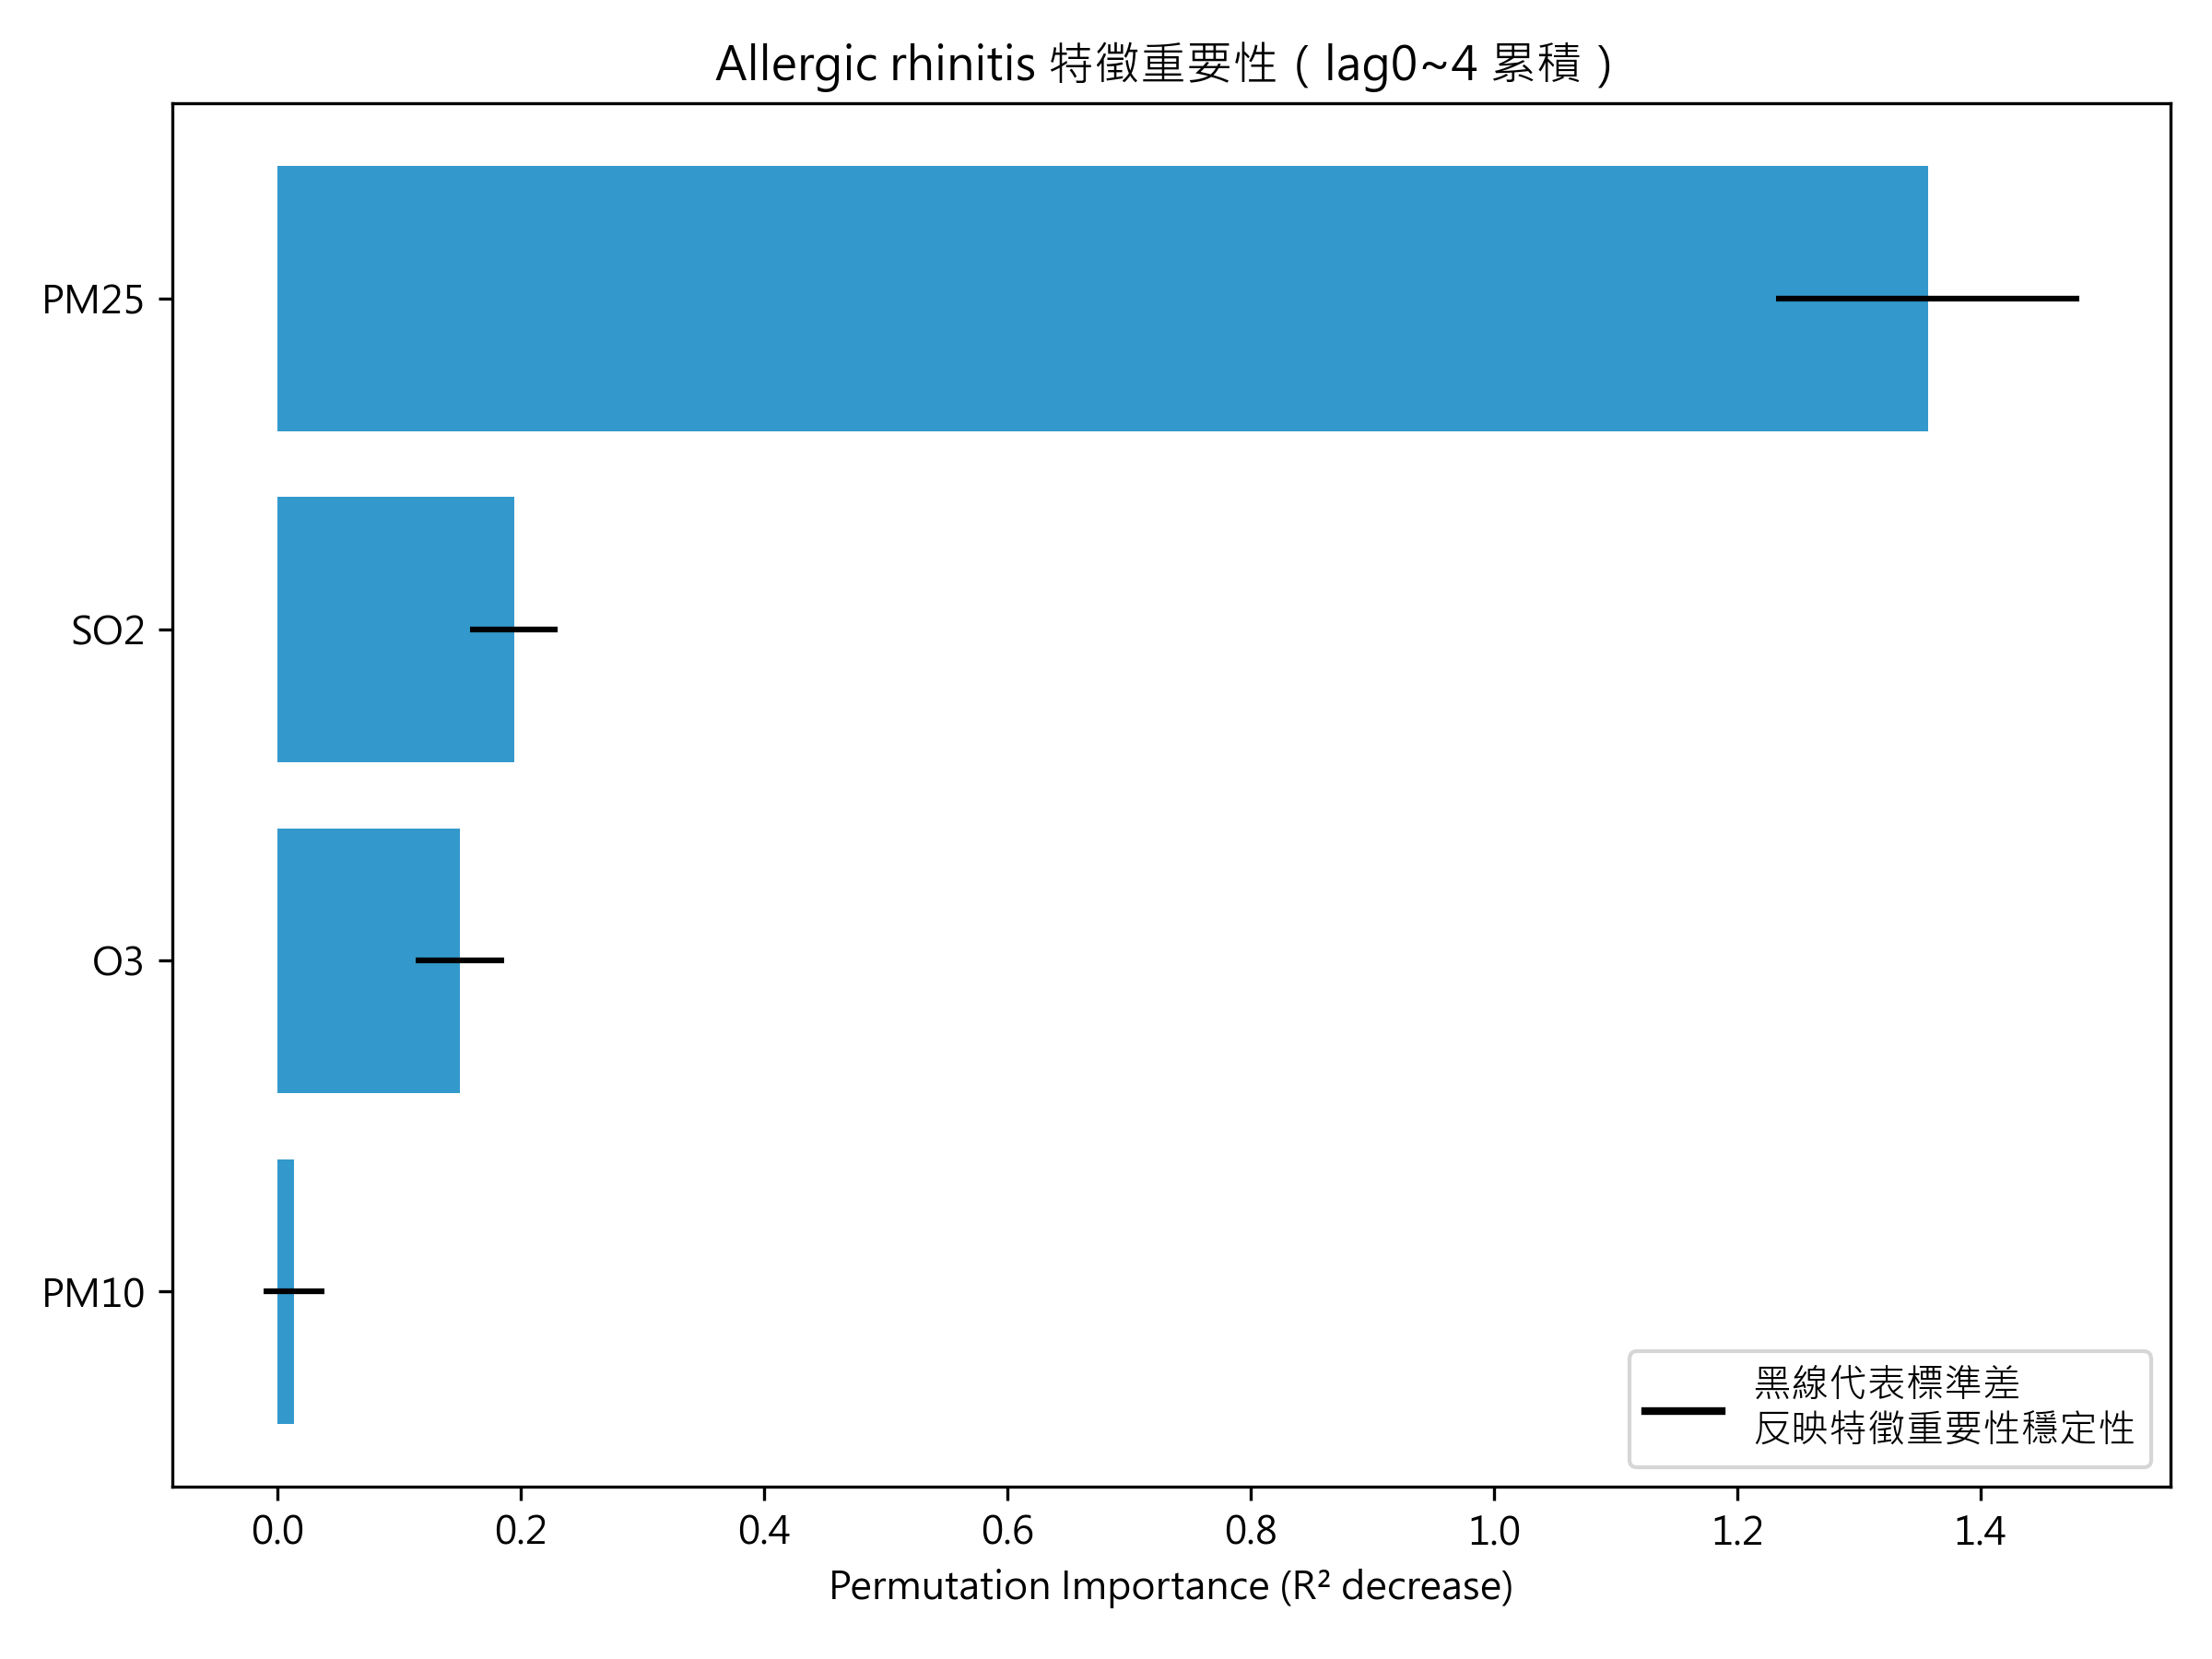 Allergic rhinitis 特徵重要性（lag0~4 累積）
PM25
SO2
O3
PM10
0.0 0.2 0.4 0.6 0.8 1.0 1.2 1.4
Permutation Importance (R² decrease)
黑線代表標準差
反映特徵重要性穩定性